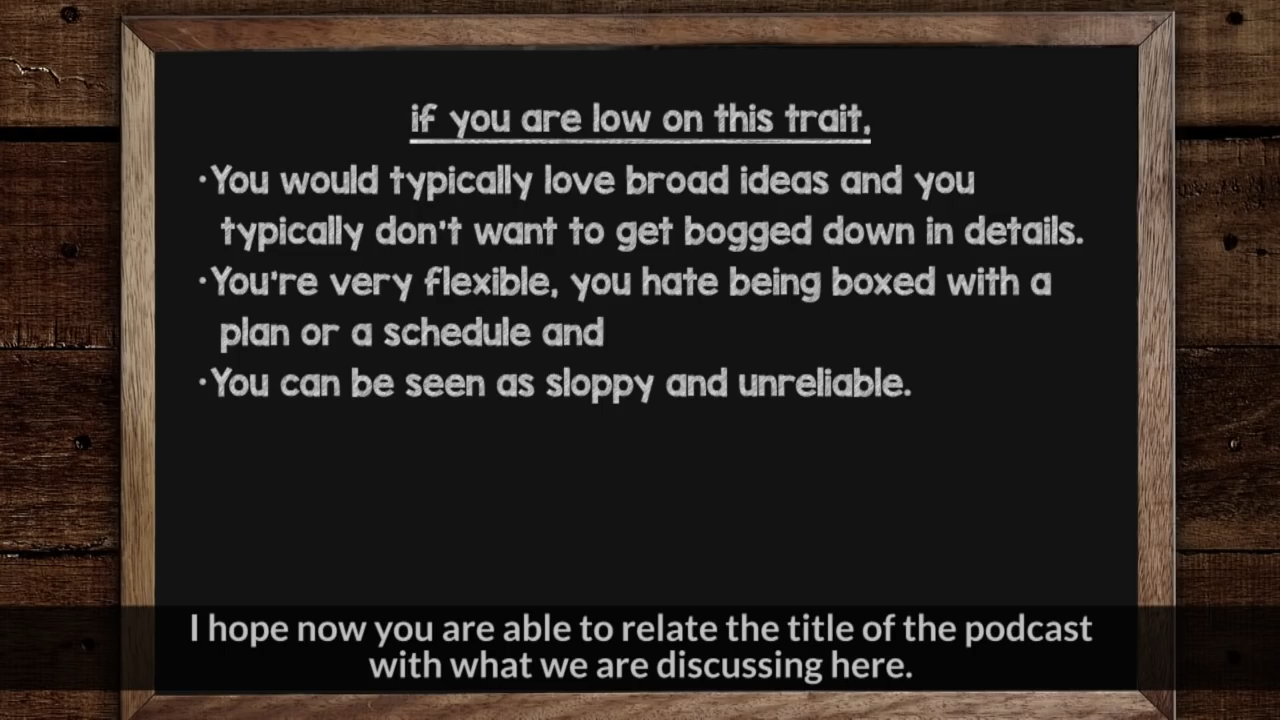 if you are low on this trait,
·You would typically love broad ideas and you
typically don't want to get bogged down in details.
·You're very flexible, you hate being boxed with a
plan or a schedule and
·You can be seen as sloppy and unreliable.
I hope now you are able to relate the title of the podcast
with what we are discussing here.